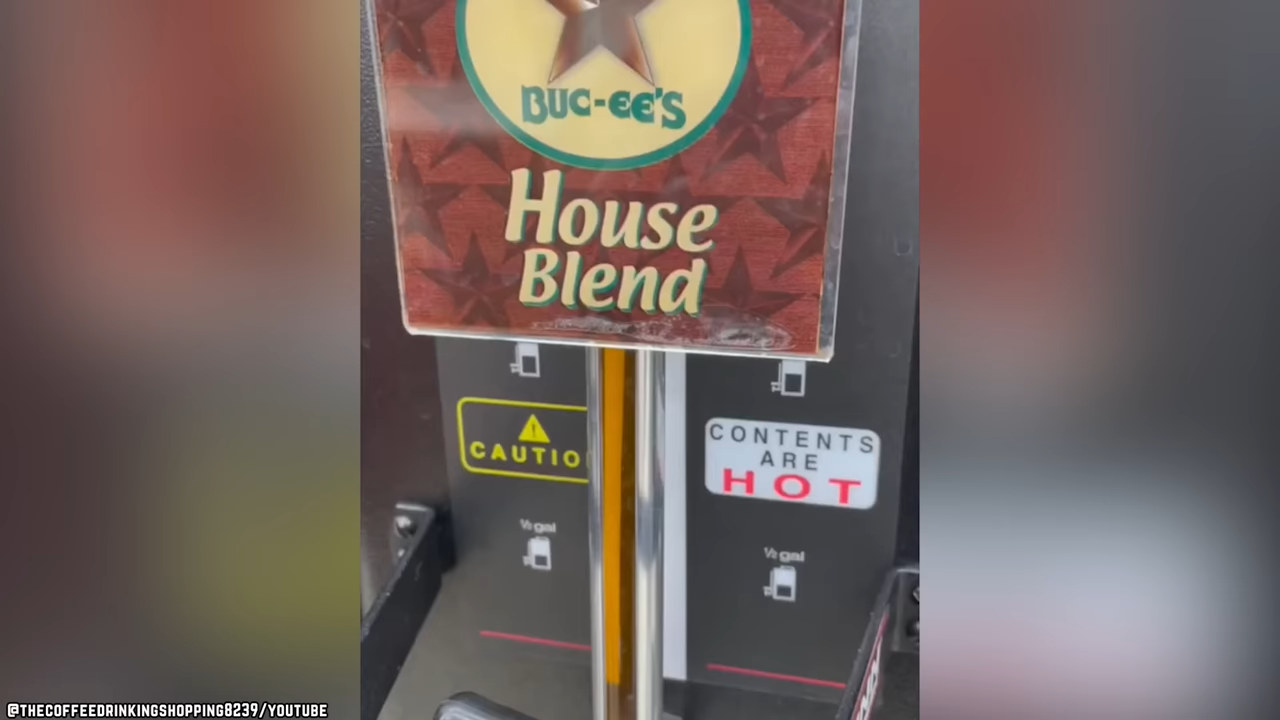 BUC-EE'S
House
Blend
CAUTIO
CONTENTS
ARE
HOT
½ gal
½ gal
@THECOFFEEDRINKINGSHOPPING8239/YOUTUBE